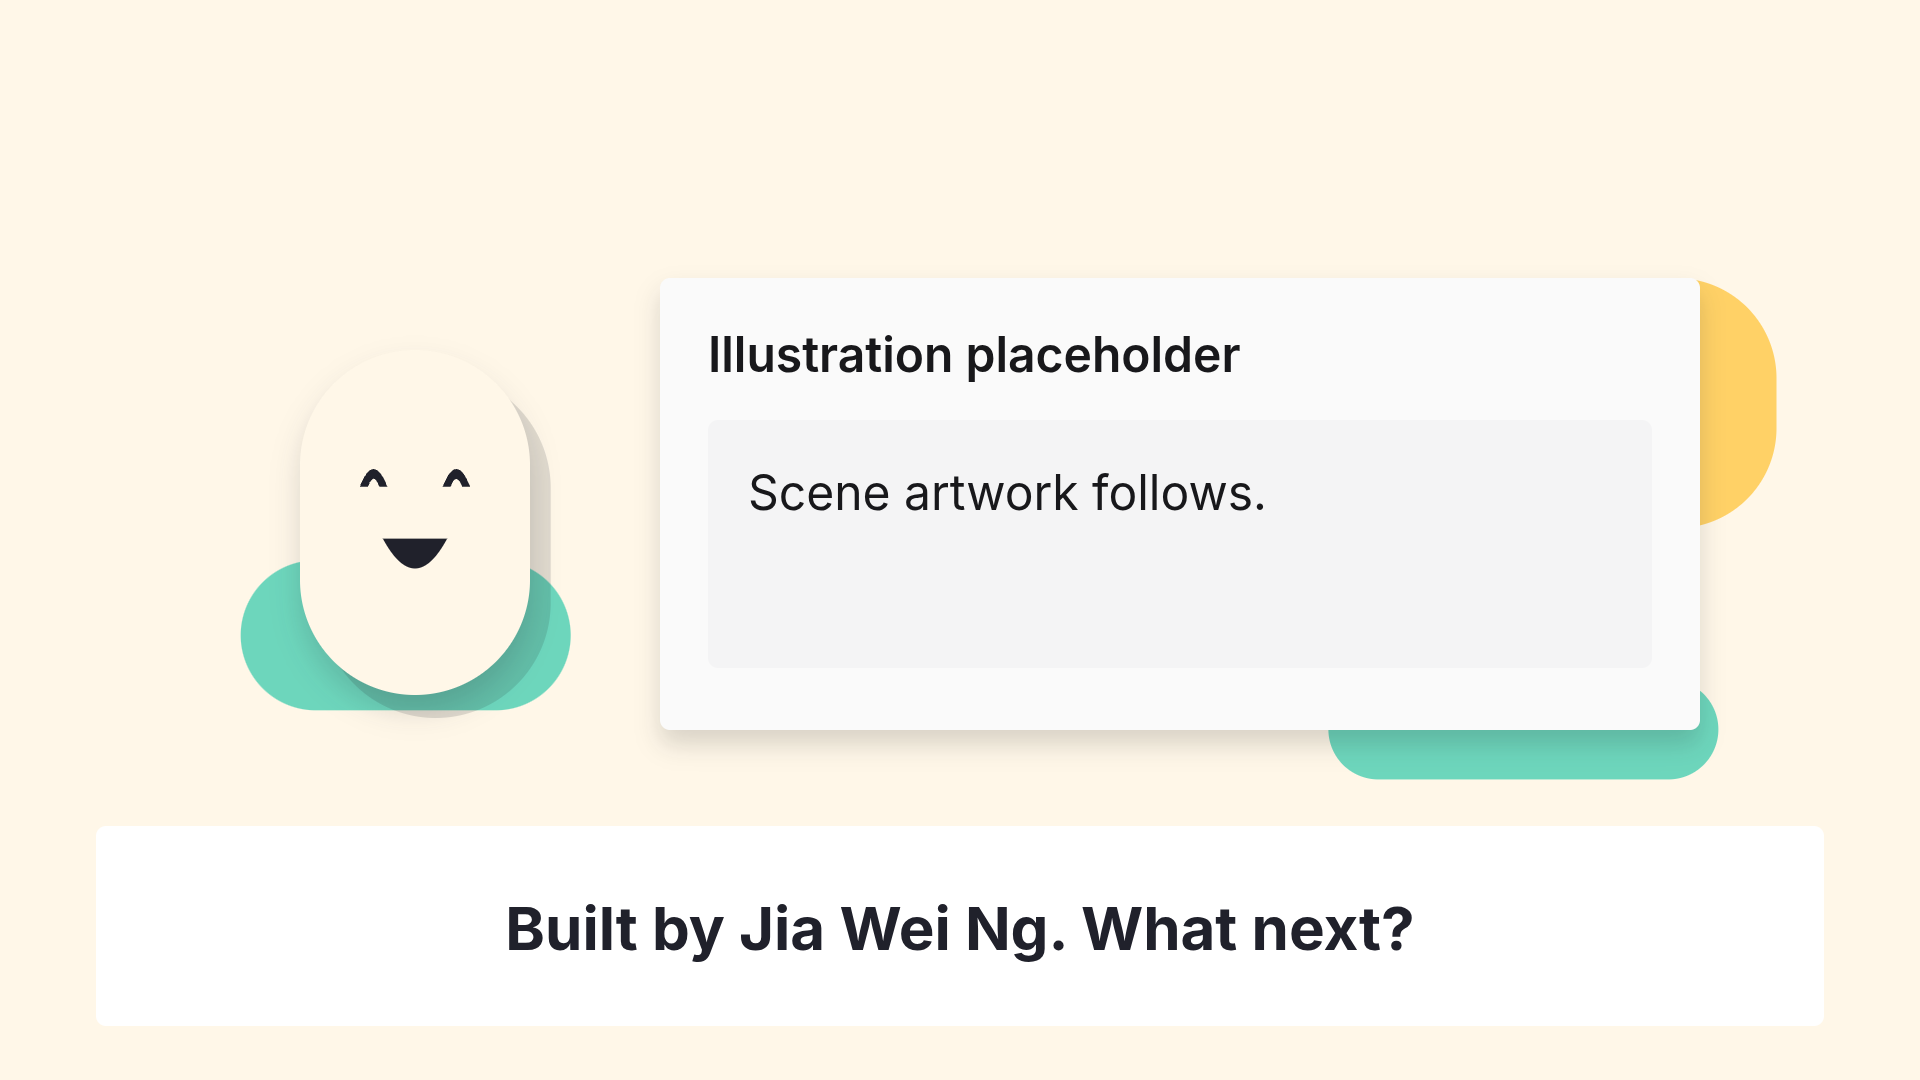 Illustration placeholder
Scene artwork follows.
Built by Jia Wei Ng. What next?